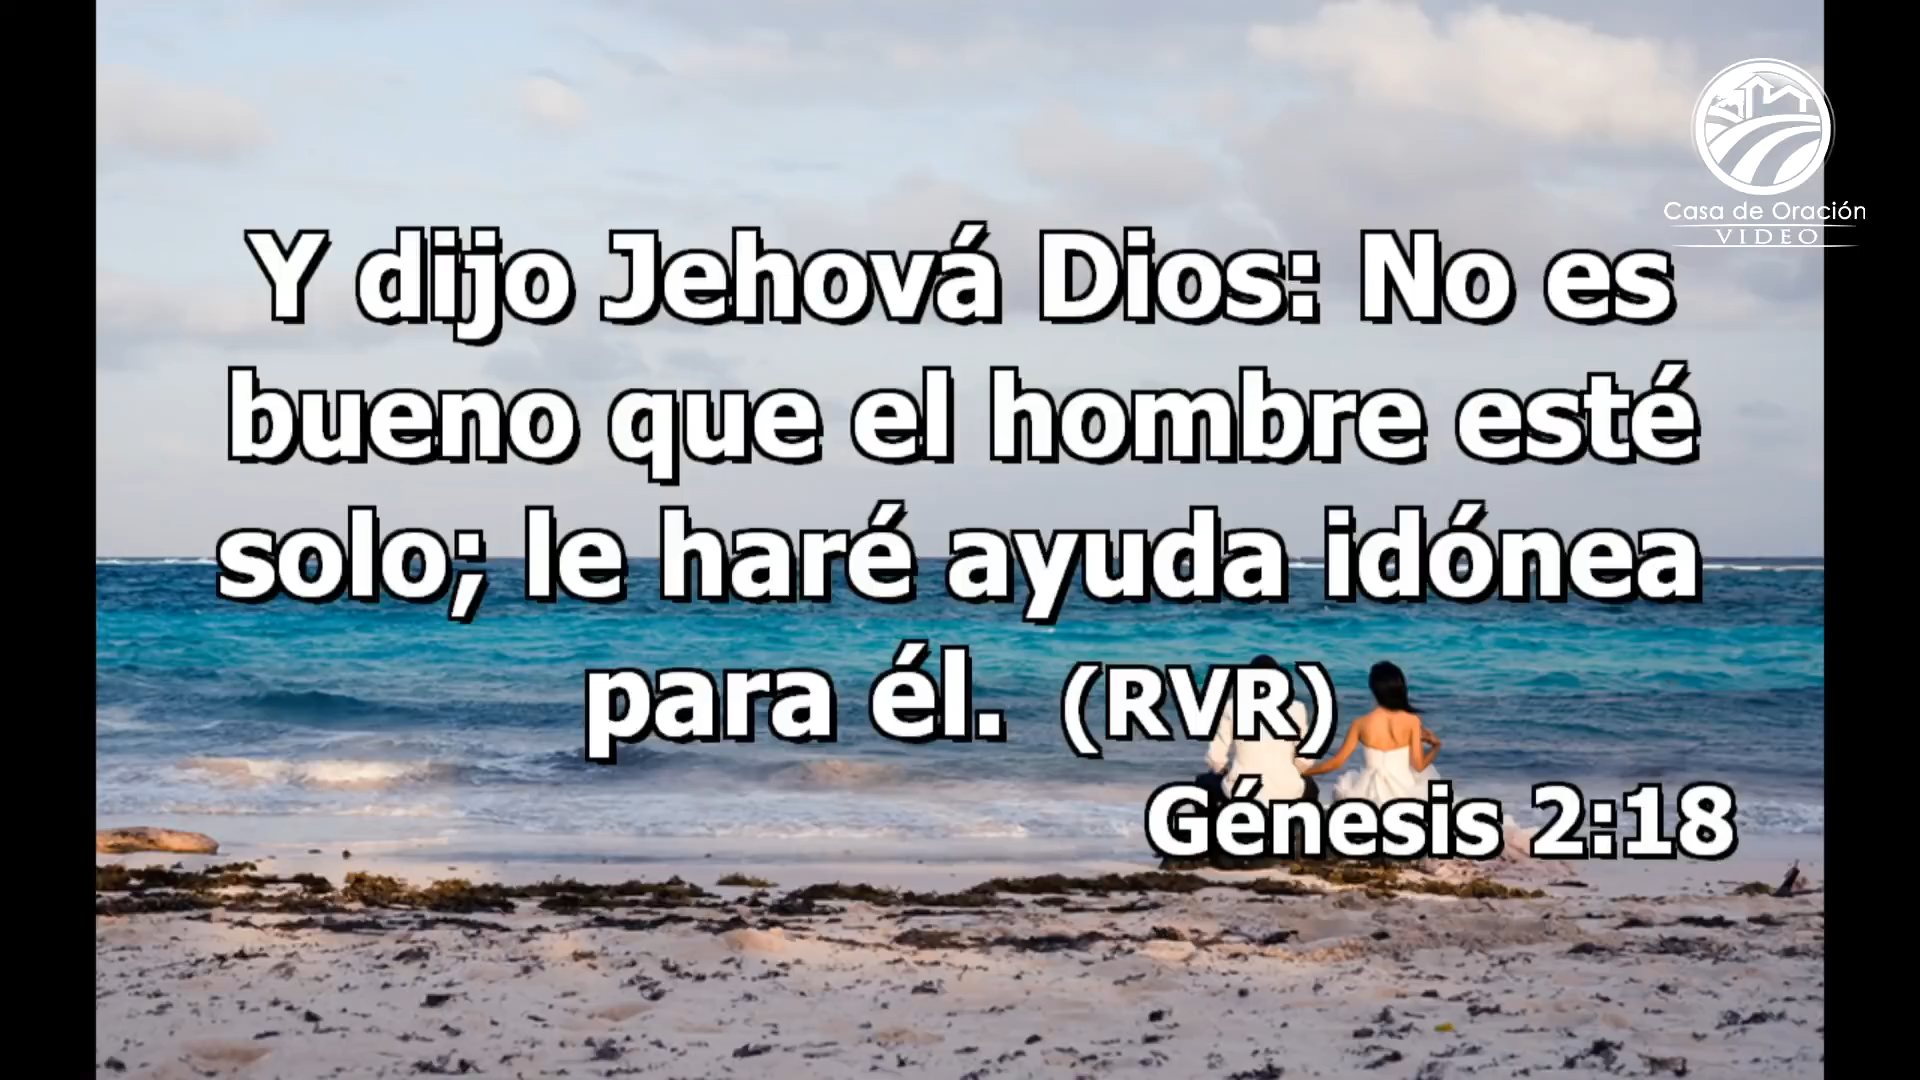 Casa de Oración
VIDEO
Y dijo Jehová Dios: No es
bueno que el hombre esté
solo; le haré ayuda idónea
para él. (RVR)
Génesis 2:18